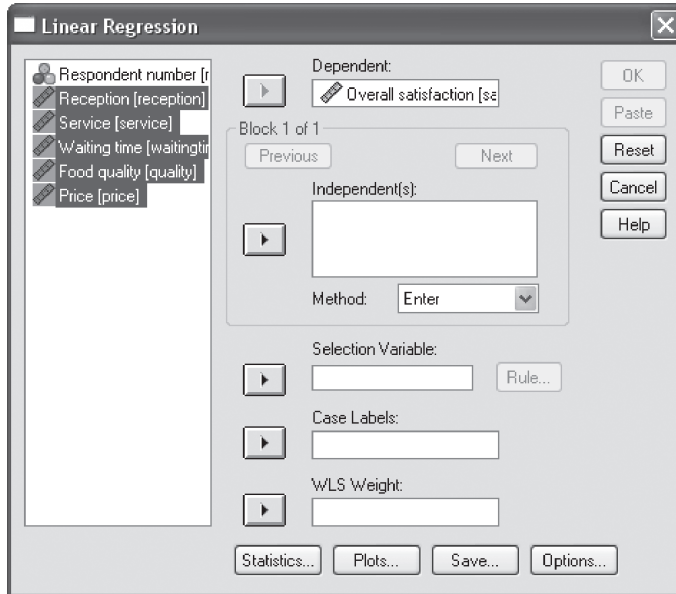 Linear Regression
Respondent number [r
Reception [reception]
Service [service]
Waiting time [waitingtin
Food quality [quality]
Price [price]
Dependent:
Overall satisfaction [sa
Block 1 of 1
Previous
Next
Independent(s):
Method:
Enter
Selection Variable:
Rule...
Case Labels:
WLS Weight:
Statistics...
Plots...
Save...
Options...
OK
Paste
Reset
Cancel
Help